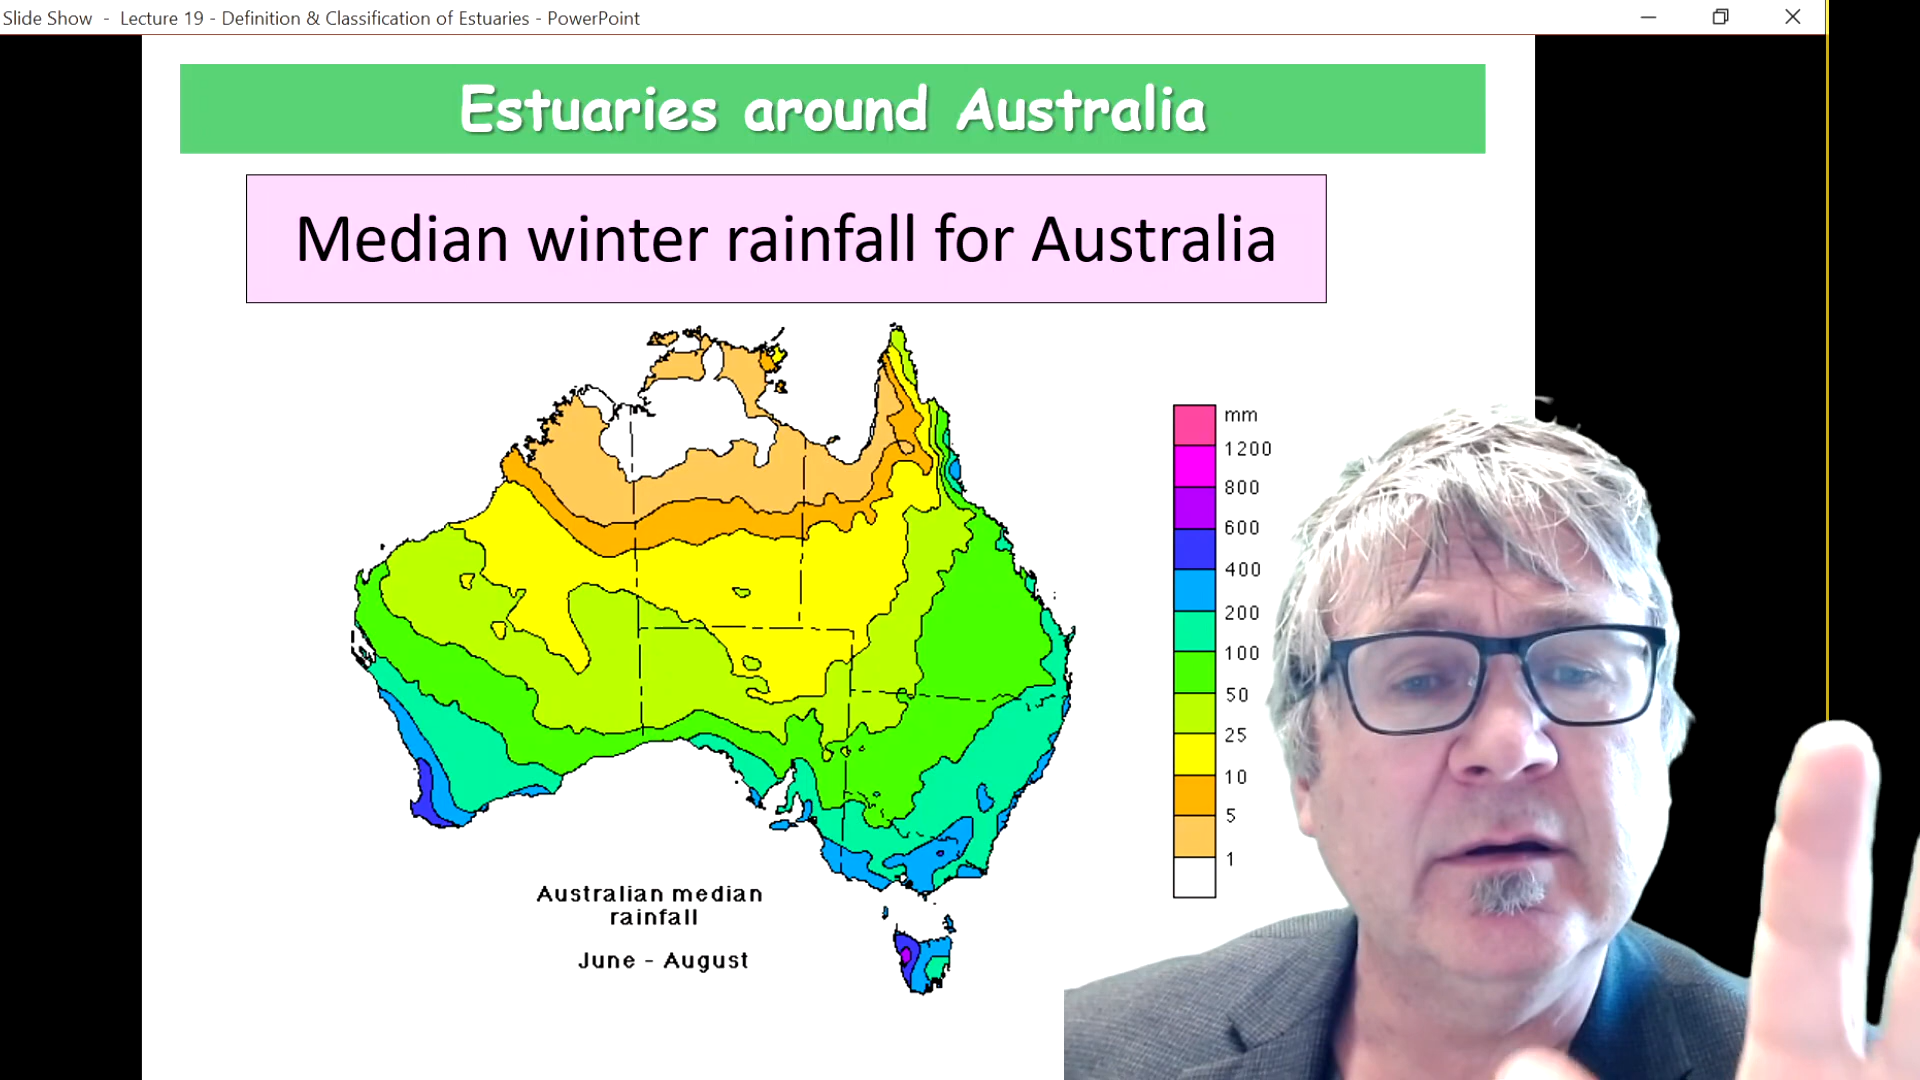 Slide Show - Lecture 19 - Definition & Classification of Estuaries - PowerPoint
Estuaries around Australia
Median winter rainfall for Australia
mm
1200
800
600
400
200
100
50
25
10
5
1
Australian median
rainfall
June - August